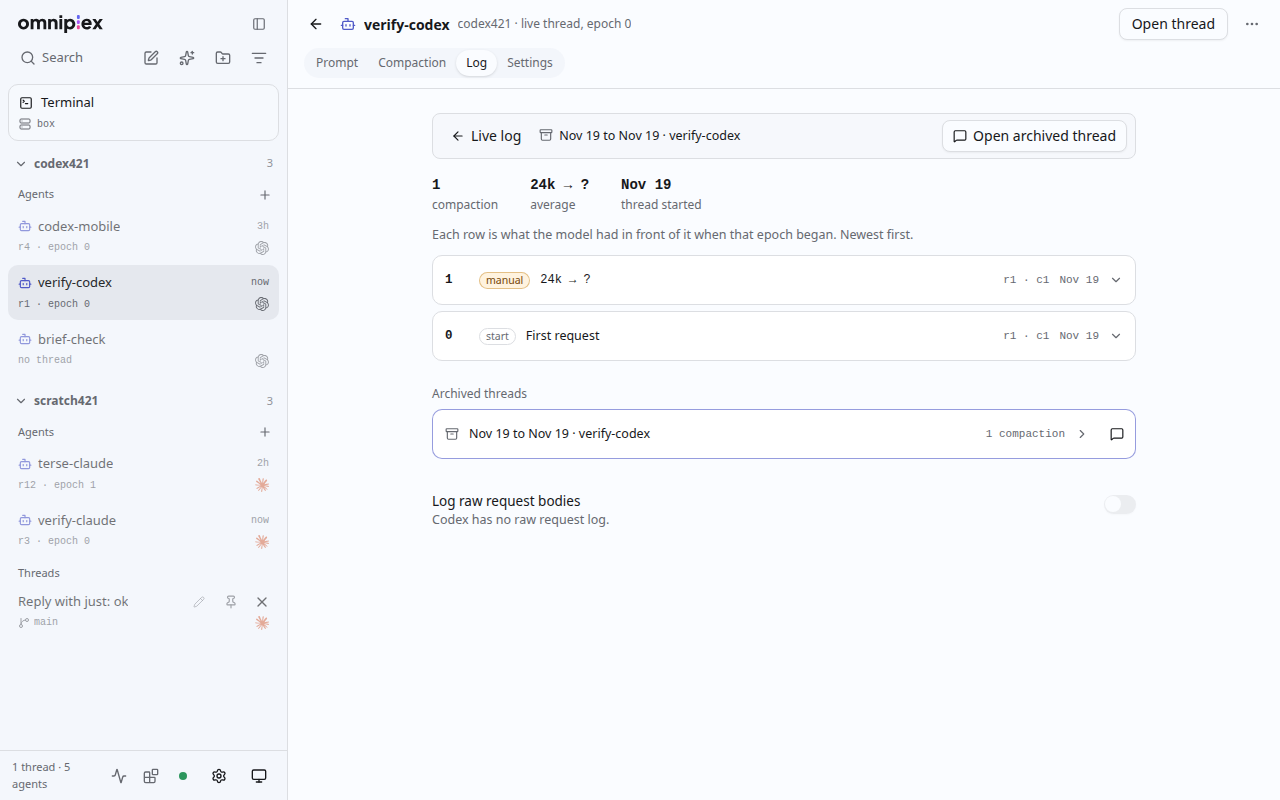 omniplex
Search
Terminal
box
codex421 3
Agents
codex-mobile 3h
r4 · epoch 0
verify-codex now
r1 · epoch 0
brief-check
no thread
scratch421 3
Agents
terse-claude 2h
r12 · epoch 1
verify-claude now
r3 · epoch 0
Threads
Reply with just: ok
main
1 thread · 5 agents
verify-codex codex421 · live thread, epoch 0
Open thread
Prompt Compaction Log Settings
Live log Nov 19 to Nov 19 · verify-codex Open archived thread
1 24k → ? Nov 19
compaction average thread started
Each row is what the model had in front of it when that epoch began. Newest first.
1 manual 24k → ? r1 · c1 Nov 19
0 start First request r1 · c1 Nov 19
Archived threads
Nov 19 to Nov 19 · verify-codex 1 compaction
Log raw request bodies
Codex has no raw request log.